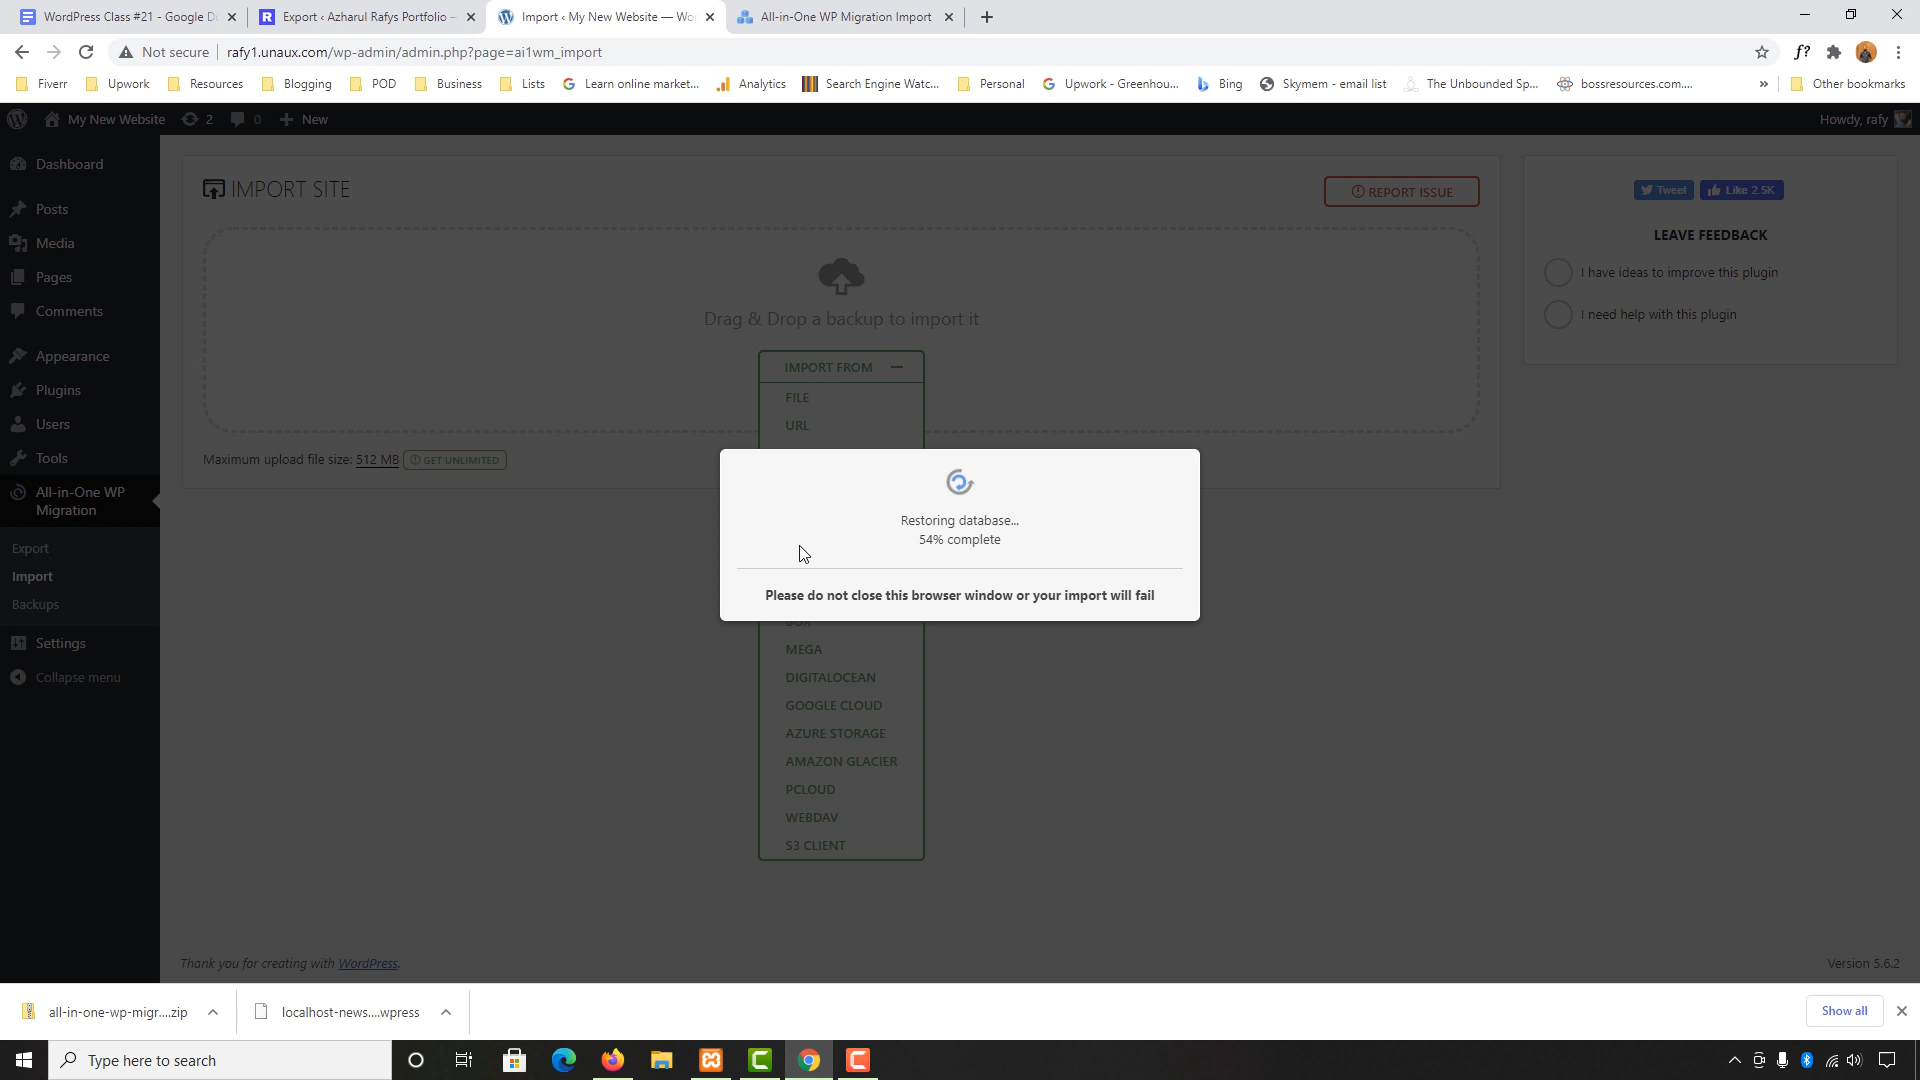 WordPress Class #21 - Google D
Export ‹ Azharul Rafys Portfolio —
Import ‹ My New Website — Wor
All-in-One WP Migration Import
Not secure
rafy1.unaux.com/wp-admin/admin.php?page=ai1wm_import
f?
Fiverr
Upwork
Resources
Blogging
POD
Business
Lists
Learn online market...
Analytics
Search Engine Watc...
Personal
Upwork - Greenhou...
Bing
Skymem - email list
The Unbounded Sp...
bossresources.com....
»
Other bookmarks
My New Website
2
0
New
Howdy, rafy
Dashboard
Posts
Media
Pages
Comments
Appearance
Plugins
Users
Tools
All-in-One WP
Migration
Export
Import
Backups
Settings
Collapse menu
IMPORT SITE
REPORT ISSUE
Drag & Drop a backup to import it
IMPORT FROM
FILE
URL
Maximum upload file size: 512 MB
GET UNLIMITED
Restoring database...
54% complete
Please do not close this browser window or your import will fail
MEGA
DIGITALOCEAN
GOOGLE CLOUD
AZURE STORAGE
AMAZON GLACIER
PCLOUD
WEBDAV
S3 CLIENT
Tweet
Like 2.5K
LEAVE FEEDBACK
I have ideas to improve this plugin
I need help with this plugin
Thank you for creating with WordPress.
Version 5.6.2
all-in-one-wp-migr....zip
localhost-news....wpress
Show all
Type here to search